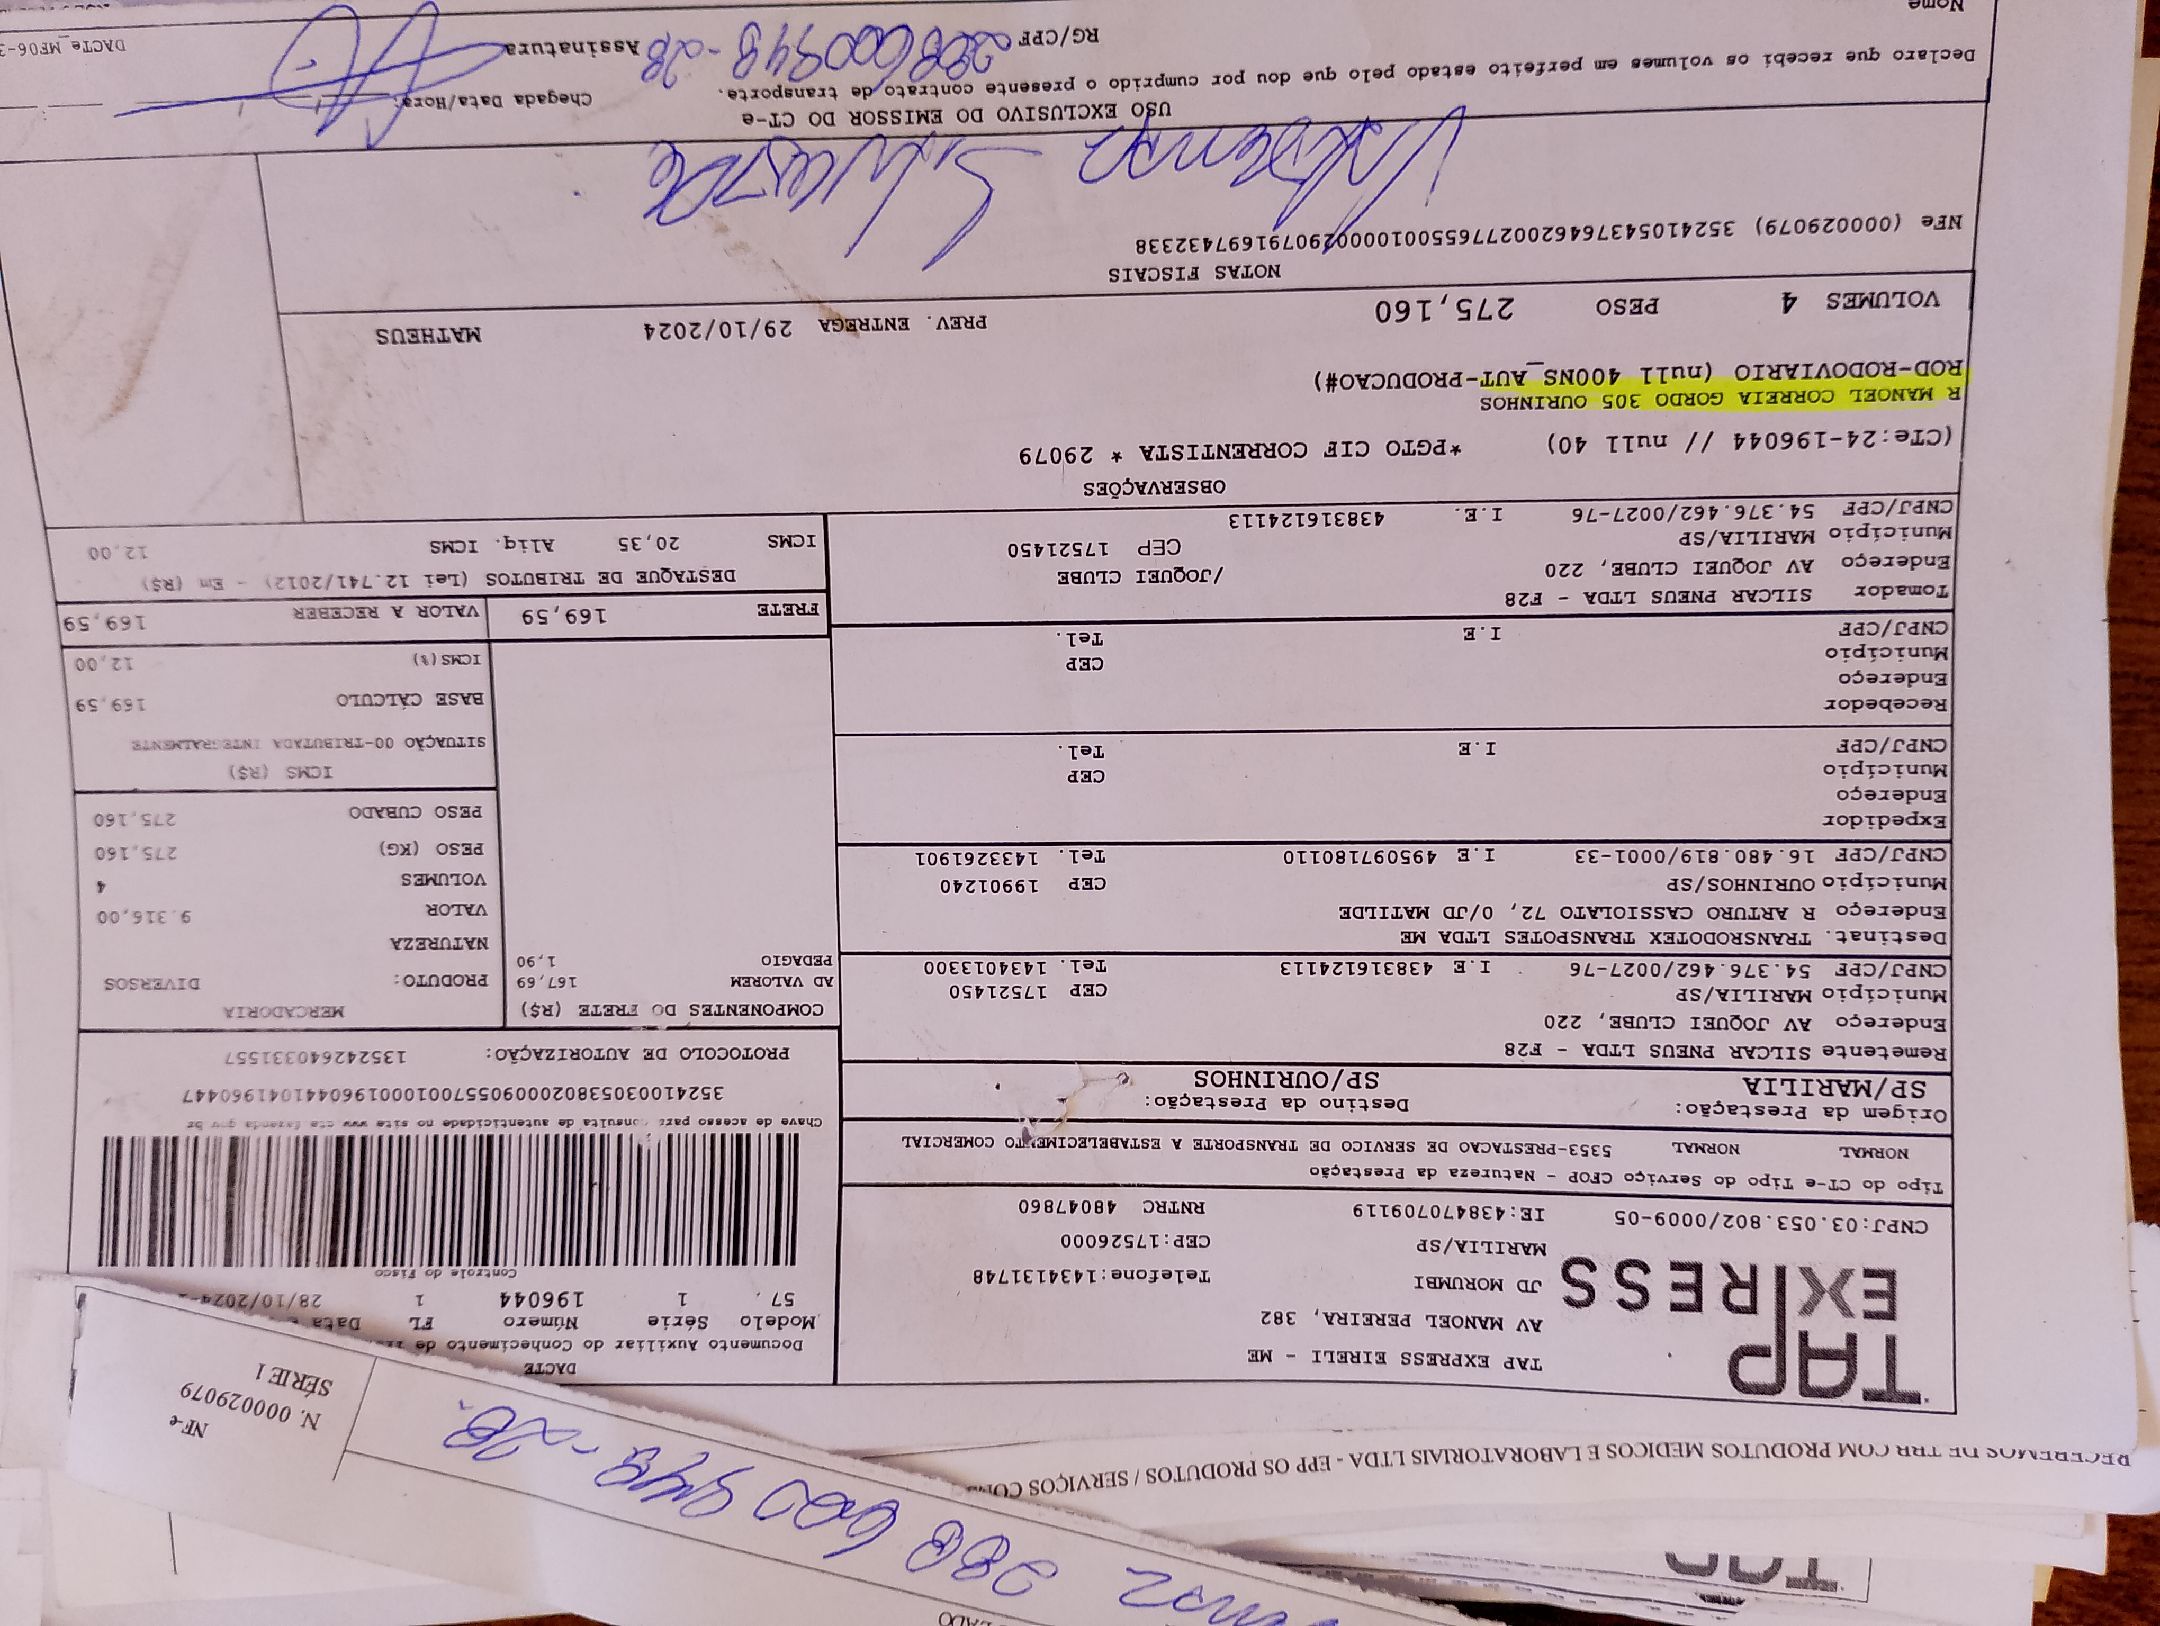 RECEBEMOS DE TRB COM PRODUTOS MEDICOS E LABORATORIAIS LTDA - EPP OS PRODUTOS / SERVIÇOS
NF-e
N. 000029079
SÉRIE 1
TAP
EXPRESS
TAP EXPRESS EIRELI - ME
AV MANOEL PEREIRA, 382
JD MORUMBI Telefone:1434131748
MARILIA/SP CEP:17526000
CNPJ:03.053.802/0009-05 IE:438470709119 RNTRC 48047860
DACTE
Documento Auxiliar do Conhecimento de
Modelo Série Número FL Data
57 1 196044 1 28/10/2024
Controle do Fisco
Chave de acesso para consulta de autenticidade no site www cte fazenda gov br
35241003053802000905570010001960441041960447
PROTOCOLO DE AUTORIZAÇÃO: 135242640331557
Tipo do CT-e Tipo do Serviço CFOP - Natureza da Prestação
NORMAL NORMAL 5353-PRESTACAO DE SERVICO DE TRANSPORTE A ESTABELECIMENTO COMERCIAL
Origem da Prestação: Destino da Prestação:
SP/MARILIA SP/OURINHOS
Remetente SILCAR PNEUS LTDA - F28
Endereço AV JOQUEI CLUBE, 220
Município MARILIA/SP CEP 17521450
CNPJ/CPF 54.376.462/0027-76 I.E 438316124113 Tel. 1434013300
Destinat. TRANSRODOTEX TRANSPOTES LTDA ME
Endereço R ARTURO CASSIOLATO 72, 0/JD MATILDE
Município OURINHOS/SP CEP 19901240
CNPJ/CPF 16.480.819/0001-33 I.E 495097180110 Tel. 1433261901
Expedidor
Endereço
Município CEP
CNPJ/CPF I.E Tel.
Recebedor
Endereço
Município CEP
CNPJ/CPF I.E Tel.
Tomador SILCAR PNEUS LTDA - F28
Endereço AV JOQUEI CLUBE, 220 /JOQUEI CLUBE
Município MARILIA/SP CEP 17521450
CNPJ/CPF 54.376.462/0027-76 I.E. 438316124113
COMPONENTES DO FRETE (R$)
AD VALOREM 167,69
PEDAGIO 1,90
MERCADORIA
PRODUTO: DIVERSOS
NATUREZA
VALOR 9.316,00
VOLUMES 4
PESO (KG) 275,160
PESO CUBADO 275,160
ICMS (R$)
SITUAÇÃO 00-TRIBUTADA INTEGRALMENTE
BASE CÁLCULO 169,59
ICMS(%) 12,00
FRETE 169,59 VALOR A RECEBER 169,59
DESTAQUE DE TRIBUTOS (Lei 12.741/2012) - Em (R$)
ICMS 20,35 Aliq. ICMS 12,00
OBSERVAÇÕES
(CTe:24-196044 // null 40) *PGTO CIF CORRENTISTA * 29079
R MANOEL CORREIA GORDO 305 OURINHOS
ROD-RODOVIARIO (null 400NS_AUT-PRODUCAO#)
VOLUMES 4 PESO 275,160 PREV. ENTREGA 29/10/2024 MATHEUS
NOTAS FISCAIS
NFe (000029079) 35241054376462002776550010000290791697432338
USO EXCLUSIVO DO EMISSOR DO CT-e
Declaro que recebi os volumes em perfeito estado pelo que dou por cumprido o presente contrato de transporte.
Chegada Data/Hora:
Nome RG/CPF Assinatura
DACTe_MF06-3